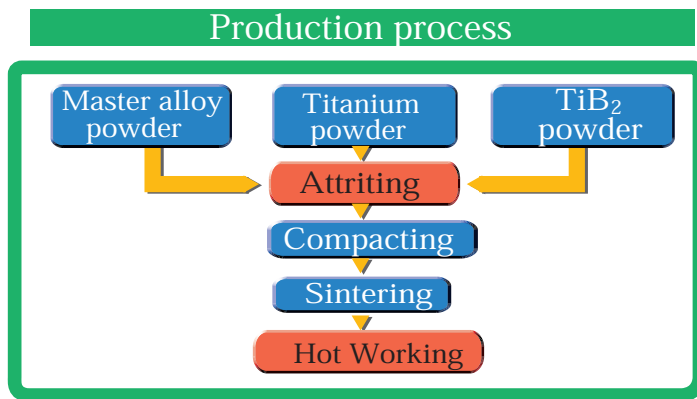 Production process
Master alloy
powder
Titanium
powder
TiB₂
powder
Attriting
Compacting
Sintering
Hot Working